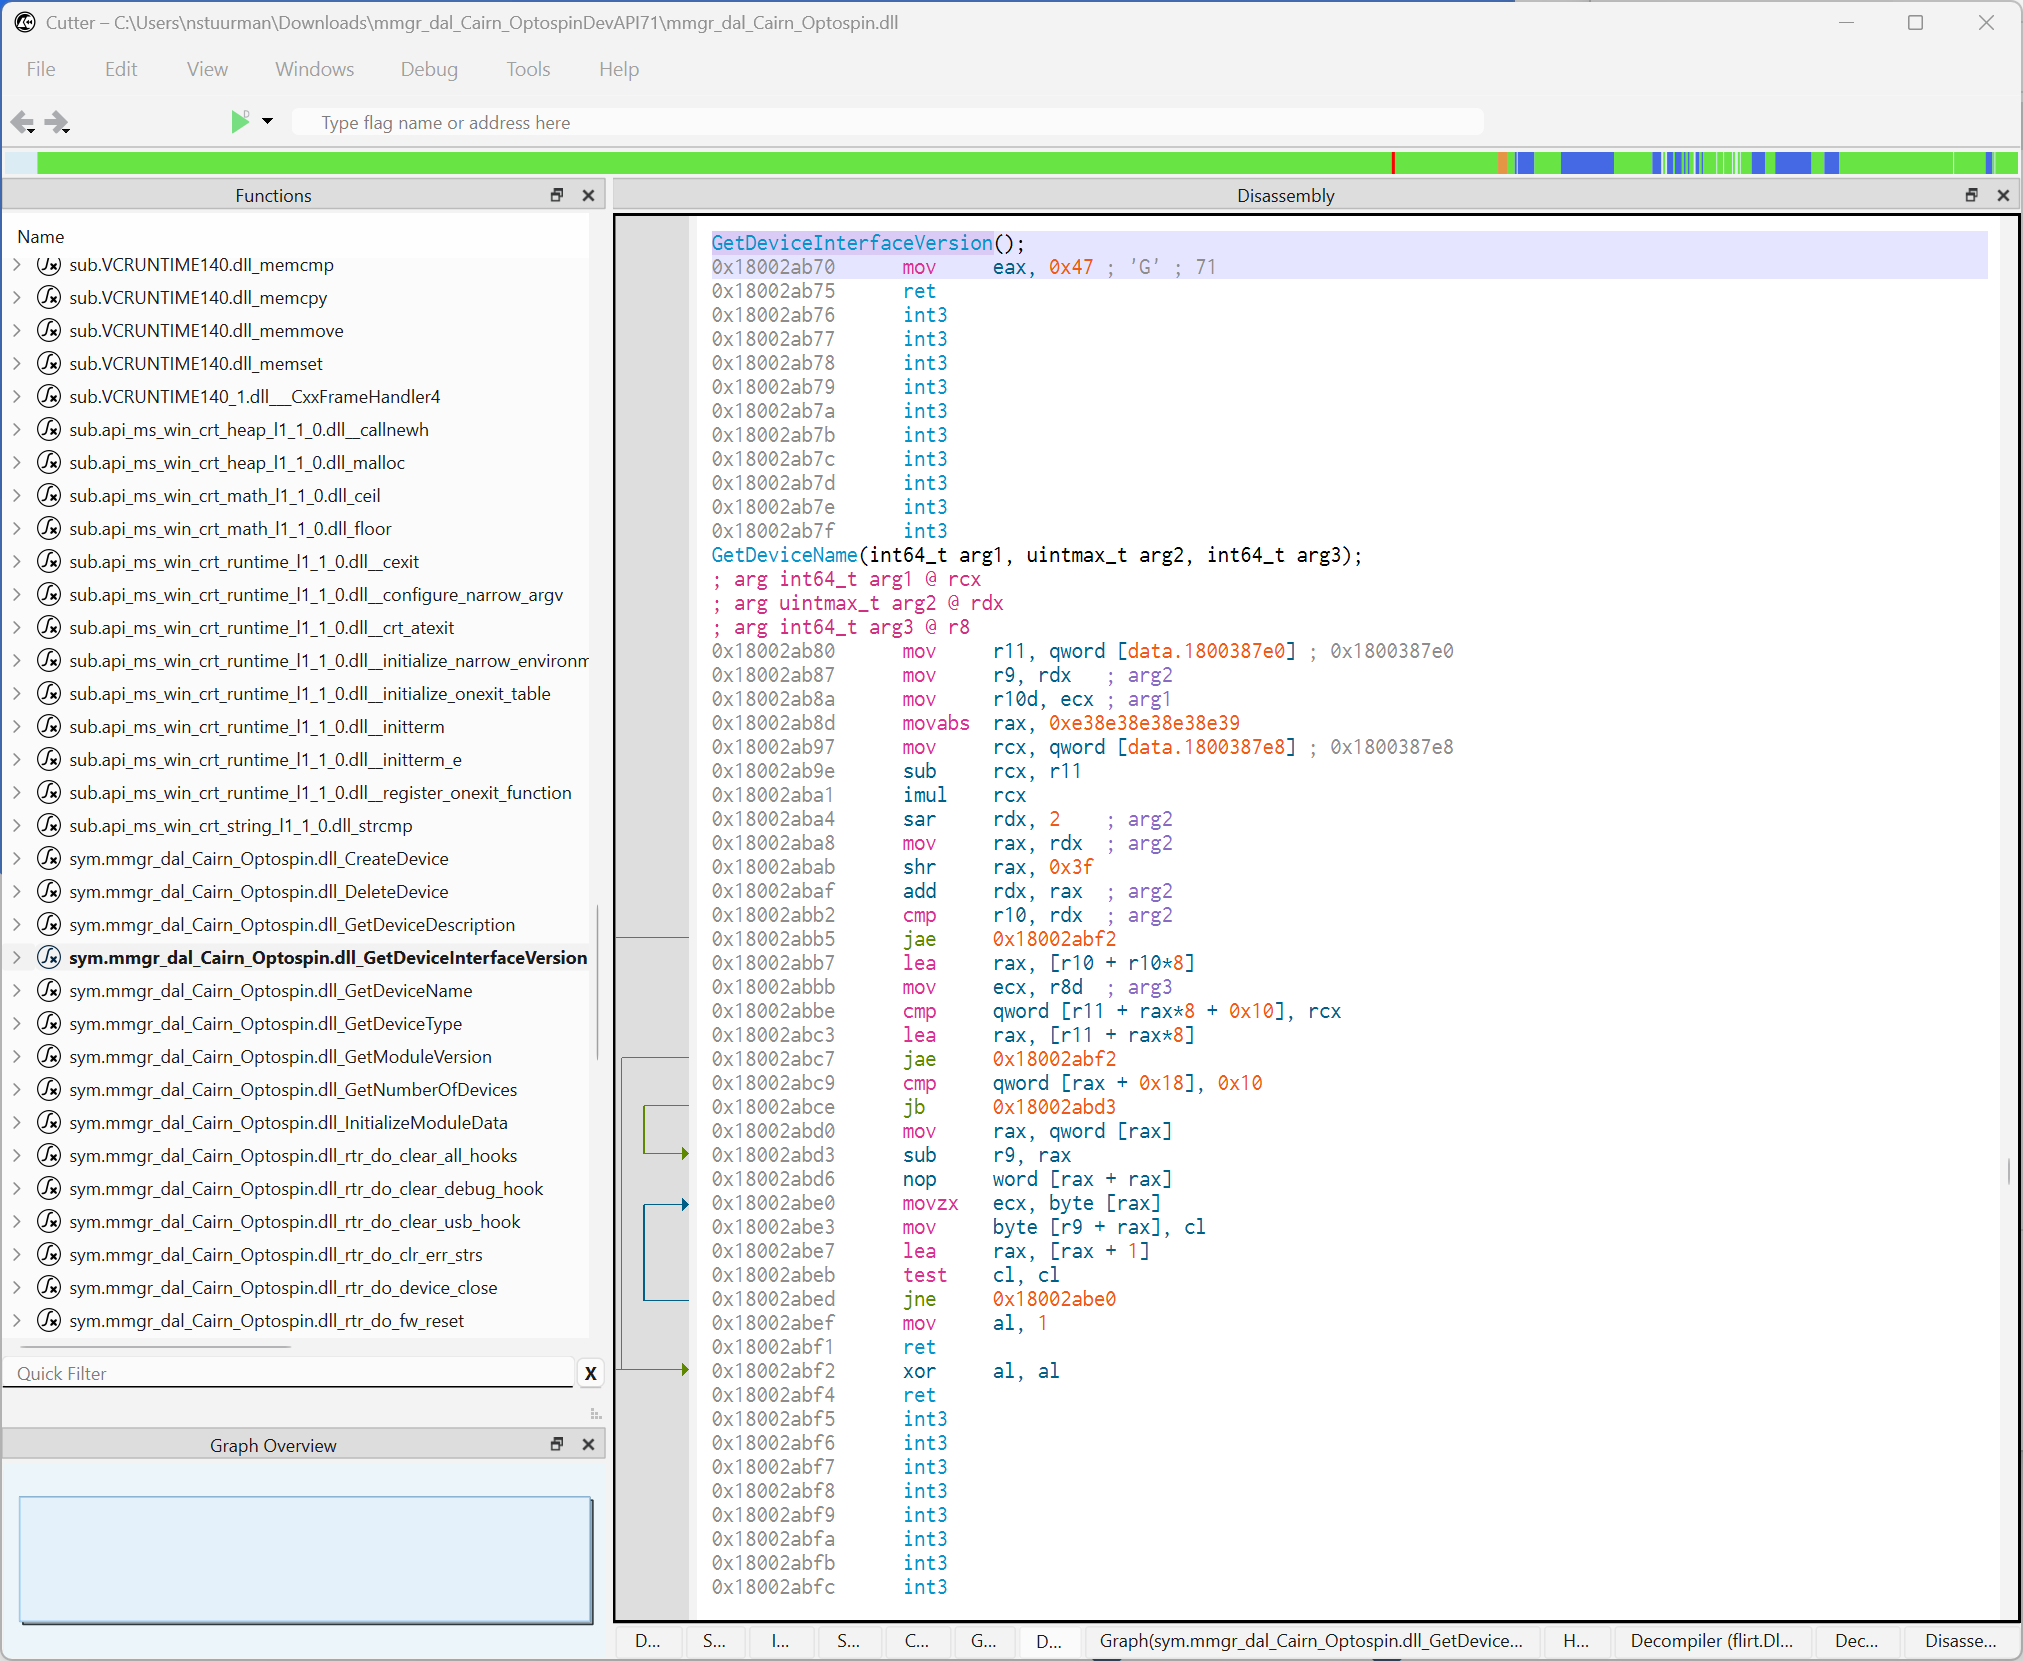 Cutter – C:\Users\nstuurman\Downloads\mmgr_dal_Cairn_OptospinDevAPI71\mmgr_dal_Cairn_Optospin.dll
File Edit View Windows Debug Tools Help
Type flag name or address here
Functions
Name
sub.VCRUNTIME140.dll_memcmp
sub.VCRUNTIME140.dll_memcpy
sub.VCRUNTIME140.dll_memmove
sub.VCRUNTIME140.dll_memset
sub.VCRUNTIME140_1.dll___CxxFrameHandler4
sub.api_ms_win_crt_heap_l1_1_0.dll__callnewh
sub.api_ms_win_crt_heap_l1_1_0.dll_malloc
sub.api_ms_win_crt_math_l1_1_0.dll_ceil
sub.api_ms_win_crt_math_l1_1_0.dll_floor
sub.api_ms_win_crt_runtime_l1_1_0.dll__cexit
sub.api_ms_win_crt_runtime_l1_1_0.dll__configure_narrow_argv
sub.api_ms_win_crt_runtime_l1_1_0.dll__crt_atexit
sub.api_ms_win_crt_runtime_l1_1_0.dll__initialize_narrow_environm
sub.api_ms_win_crt_runtime_l1_1_0.dll__initialize_onexit_table
sub.api_ms_win_crt_runtime_l1_1_0.dll__initterm
sub.api_ms_win_crt_runtime_l1_1_0.dll__initterm_e
sub.api_ms_win_crt_runtime_l1_1_0.dll__register_onexit_function
sub.api_ms_win_crt_string_l1_1_0.dll_strcmp
sym.mmgr_dal_Cairn_Optospin.dll_CreateDevice
sym.mmgr_dal_Cairn_Optospin.dll_DeleteDevice
sym.mmgr_dal_Cairn_Optospin.dll_GetDeviceDescription
sym.mmgr_dal_Cairn_Optospin.dll_GetDeviceInterfaceVersion
sym.mmgr_dal_Cairn_Optospin.dll_GetDeviceName
sym.mmgr_dal_Cairn_Optospin.dll_GetDeviceType
sym.mmgr_dal_Cairn_Optospin.dll_GetModuleVersion
sym.mmgr_dal_Cairn_Optospin.dll_GetNumberOfDevices
sym.mmgr_dal_Cairn_Optospin.dll_InitializeModuleData
sym.mmgr_dal_Cairn_Optospin.dll_rtr_do_clear_all_hooks
sym.mmgr_dal_Cairn_Optospin.dll_rtr_do_clear_debug_hook
sym.mmgr_dal_Cairn_Optospin.dll_rtr_do_clear_usb_hook
sym.mmgr_dal_Cairn_Optospin.dll_rtr_do_clr_err_strs
sym.mmgr_dal_Cairn_Optospin.dll_rtr_do_device_close
sym.mmgr_dal_Cairn_Optospin.dll_rtr_do_fw_reset
Quick Filter X
Graph Overview
Disassembly
GetDeviceInterfaceVersion();
0x18002ab70 mov eax, 0x47 ; 'G' ; 71
0x18002ab75 ret
0x18002ab76 int3
0x18002ab77 int3
0x18002ab78 int3
0x18002ab79 int3
0x18002ab7a int3
0x18002ab7b int3
0x18002ab7c int3
0x18002ab7d int3
0x18002ab7e int3
0x18002ab7f int3
GetDeviceName(int64_t arg1, uintmax_t arg2, int64_t arg3);
; arg int64_t arg1 @ rcx
; arg uintmax_t arg2 @ rdx
; arg int64_t arg3 @ r8
0x18002ab80 mov r11, qword [data.1800387e0] ; 0x1800387e0
0x18002ab87 mov r9, rdx ; arg2
0x18002ab8a mov r10d, ecx ; arg1
0x18002ab8d movabs rax, 0xe38e38e38e38e39
0x18002ab97 mov rcx, qword [data.1800387e8] ; 0x1800387e8
0x18002ab9e sub rcx, r11
0x18002aba1 imul rcx
0x18002aba4 sar rdx, 2 ; arg2
0x18002aba8 mov rax, rdx ; arg2
0x18002abab shr rax, 0x3f
0x18002abaf add rdx, rax ; arg2
0x18002abb2 cmp r10, rdx ; arg2
0x18002abb5 jae 0x18002abf2
0x18002abb7 lea rax, [r10 + r10*8]
0x18002abbb mov ecx, r8d ; arg3
0x18002abbe cmp qword [r11 + rax*8 + 0x10], rcx
0x18002abc3 lea rax, [r11 + rax*8]
0x18002abc7 jae 0x18002abf2
0x18002abc9 cmp qword [rax + 0x18], 0x10
0x18002abce jb 0x18002abd3
0x18002abd0 mov rax, qword [rax]
0x18002abd3 sub r9, rax
0x18002abd6 nop word [rax + rax]
0x18002abe0 movzx ecx, byte [rax]
0x18002abe3 mov byte [r9 + rax], cl
0x18002abe7 lea rax, [rax + 1]
0x18002abeb test cl, cl
0x18002abed jne 0x18002abe0
0x18002abef mov al, 1
0x18002abf1 ret
0x18002abf2 xor al, al
0x18002abf4 ret
0x18002abf5 int3
0x18002abf6 int3
0x18002abf7 int3
0x18002abf8 int3
0x18002abf9 int3
0x18002abfa int3
0x18002abfb int3
0x18002abfc int3
D... S... I... S... C... G... D... Graph(sym.mmgr_dal_Cairn_Optospin.dll_GetDevice... H... Decompiler (flirt.Dl... Dec... Disasse...